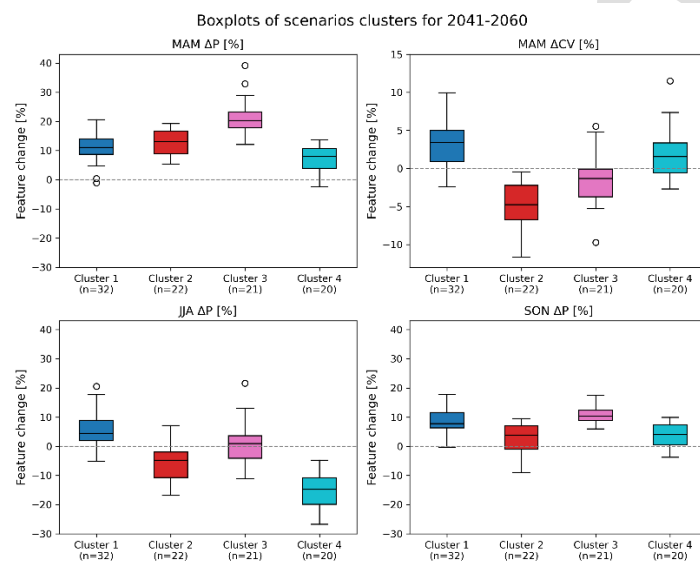 Boxplots of scenarios clusters for 2041-2060
MAM ΔP [%]
Feature change [%]
40
30
20
10
0
−10
−20
−30
Cluster 1
(n=32)
Cluster 2
(n=22)
Cluster 3
(n=21)
Cluster 4
(n=20)
MAM ΔCV [%]
Feature change [%]
15
10
5
0
−5
−10
Cluster 1
(n=32)
Cluster 2
(n=22)
Cluster 3
(n=21)
Cluster 4
(n=20)
JJA ΔP [%]
Feature change [%]
40
30
20
10
0
−10
−20
−30
Cluster 1
(n=32)
Cluster 2
(n=22)
Cluster 3
(n=21)
Cluster 4
(n=20)
SON ΔP [%]
Feature change [%]
40
30
20
10
0
−10
−20
−30
Cluster 1
(n=32)
Cluster 2
(n=22)
Cluster 3
(n=21)
Cluster 4
(n=20)